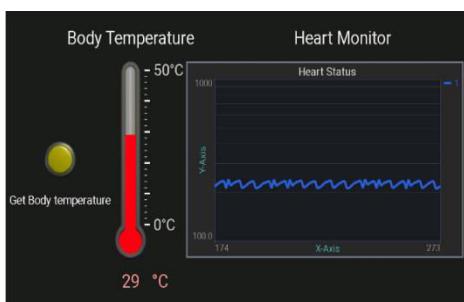 Body Temperature
Heart Monitor
50°C
Heart Status
1000
1
Y-Axis
Get Body temperature
0°C
100.0
174
X-Axis
273
29 °C